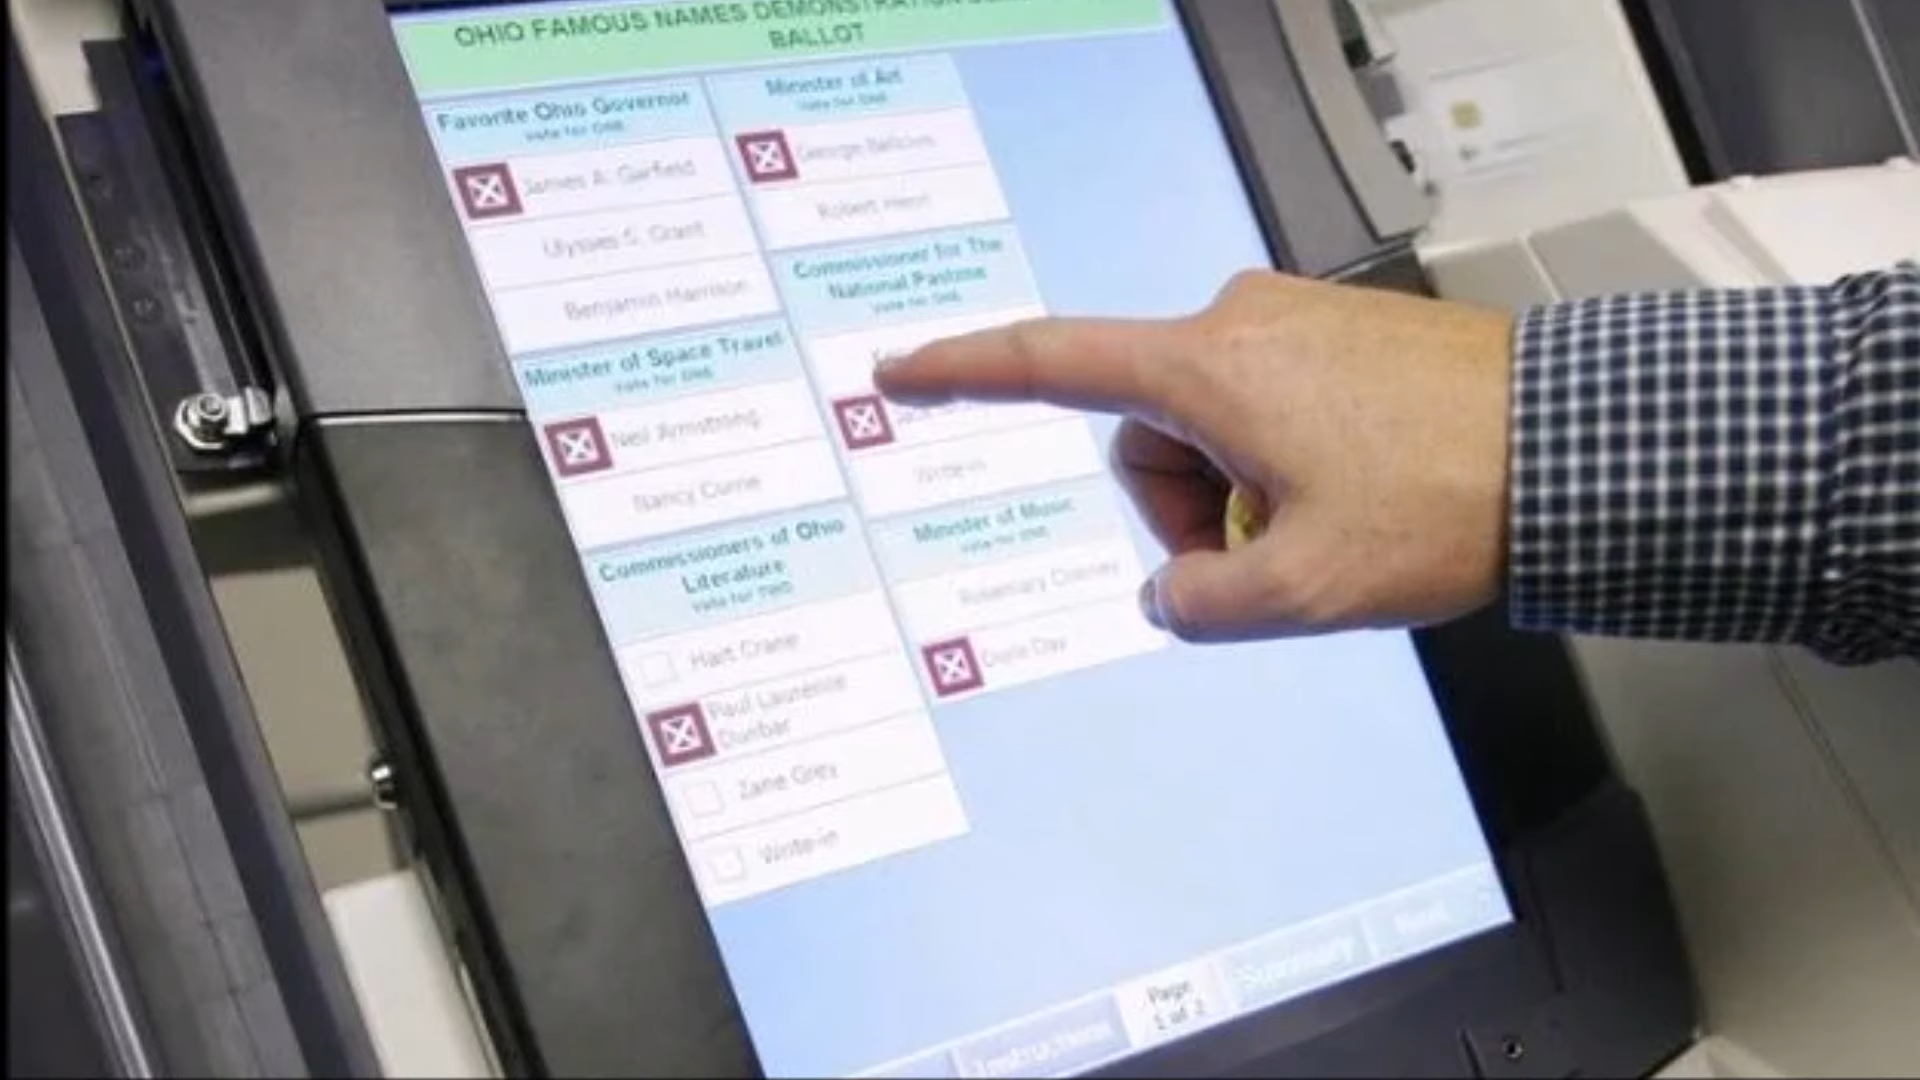 OHIO FAMOUS NAMES DEMONSTRATION
BALLOT
Favorite Ohio Governor
Vote for ONE
James A. Garfield
Ulysses S. Grant
Benjamin Harrison
Minister of Space Travel
Vote for ONE
Neil Armstrong
Nancy Currie
Commissioners of Ohio
Literature
Vote for TWO
Hart Crane
Paul Laurence
Dunbar
Zane Grey
Write-in
Minister of Art
Vote for ONE
George Bellows
Robert Henri
Commissioner for The
National Pastime
Vote for ONE
Write-in
Minister of Music
Vote for ONE
Rosemary Clooney
Doris Day
Instructions
Page
1 of 2
Summary
Next